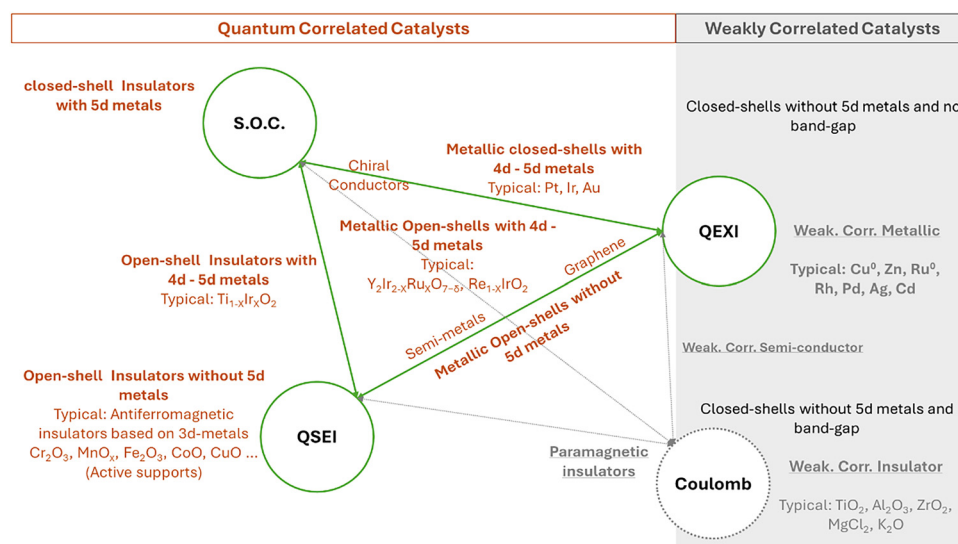 Quantum Correlated Catalysts
Weakly Correlated Catalysts
closed-shell Insulators
with 5d metals
S.O.C.
Closed-shells without 5d metals and no
band-gap
Metallic closed-shells with
4d - 5d metals
Typical: Pt, Ir, Au
Chiral
Conductors
Metallic Open-shells with 4d -
5d metals
Typical:
Y₂Ir₂₋ₓRuₓO₇₋δ, Re₁₋ₓIrO₂
QEXI
Weak. Corr. Metallic
Typical: Cu⁰, Zn, Ru⁰,
Rh, Pd, Ag, Cd
Open-shell Insulators with
4d - 5d metals
Typical: Ti₁₋ₓIrₓO₂
Graphene
Semi-metals
Metallic Open-shells without
5d metals
Weak. Corr. Semi-conductor
Open-shell Insulators without 5d
metals
Typical: Antiferromagnetic
insulators based on 3d-metals
Cr₂O₃, MnOₓ, Fe₂O₃, CoO, CuO ...
(Active supports)
QSEI
Closed-shells without 5d metals and
band-gap
Paramagnetic
insulators
Coulomb
Weak. Corr. Insulator
Typical: TiO₂, Al₂O₃, ZrO₂,
MgCl₂, K₂O